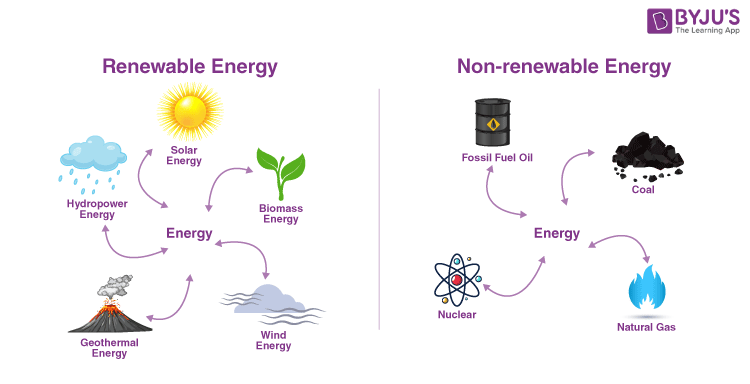 BYJU'S
The Learning App
Renewable Energy
Solar
Energy
Hydropower
Energy
Biomass
Energy
Energy
Geothermal
Energy
Wind
Energy
Non-renewable Energy
Fossil Fuel Oil
Coal
Energy
Nuclear
Natural Gas